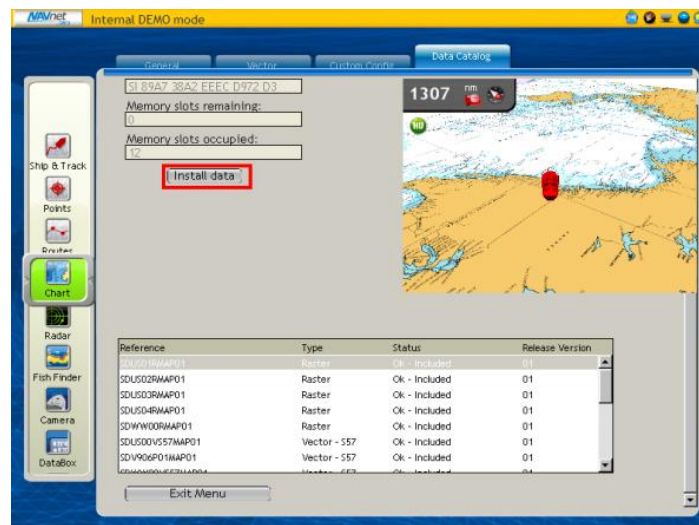 NAVnet
Internal DEMO mode
General
Vector
Custom Config
Data Catalog
SI 89A7 38A2 EEEC D972 D3
Memory slots remaining:
0
Memory slots occupied:
12
Install data
1307 nm
HU
Ship & Track
Points
Routes
Chart
Radar
Fish Finder
Camera
DataBox
Reference Type Status Release Version
SDUS01RMAP01 Raster Ok - Included 01
SDUS02RMAP01 Raster Ok - Included 01
SDUS03RMAP01 Raster Ok - Included 01
SDUS04RMAP01 Raster Ok - Included 01
SDWW00RMAP01 Raster Ok - Included 01
SDUS00VS57MAP01 Vector - S57 Ok - Included 01
SDV906P01MAP01 Vector - S57 Ok - Included 01
Exit Menu